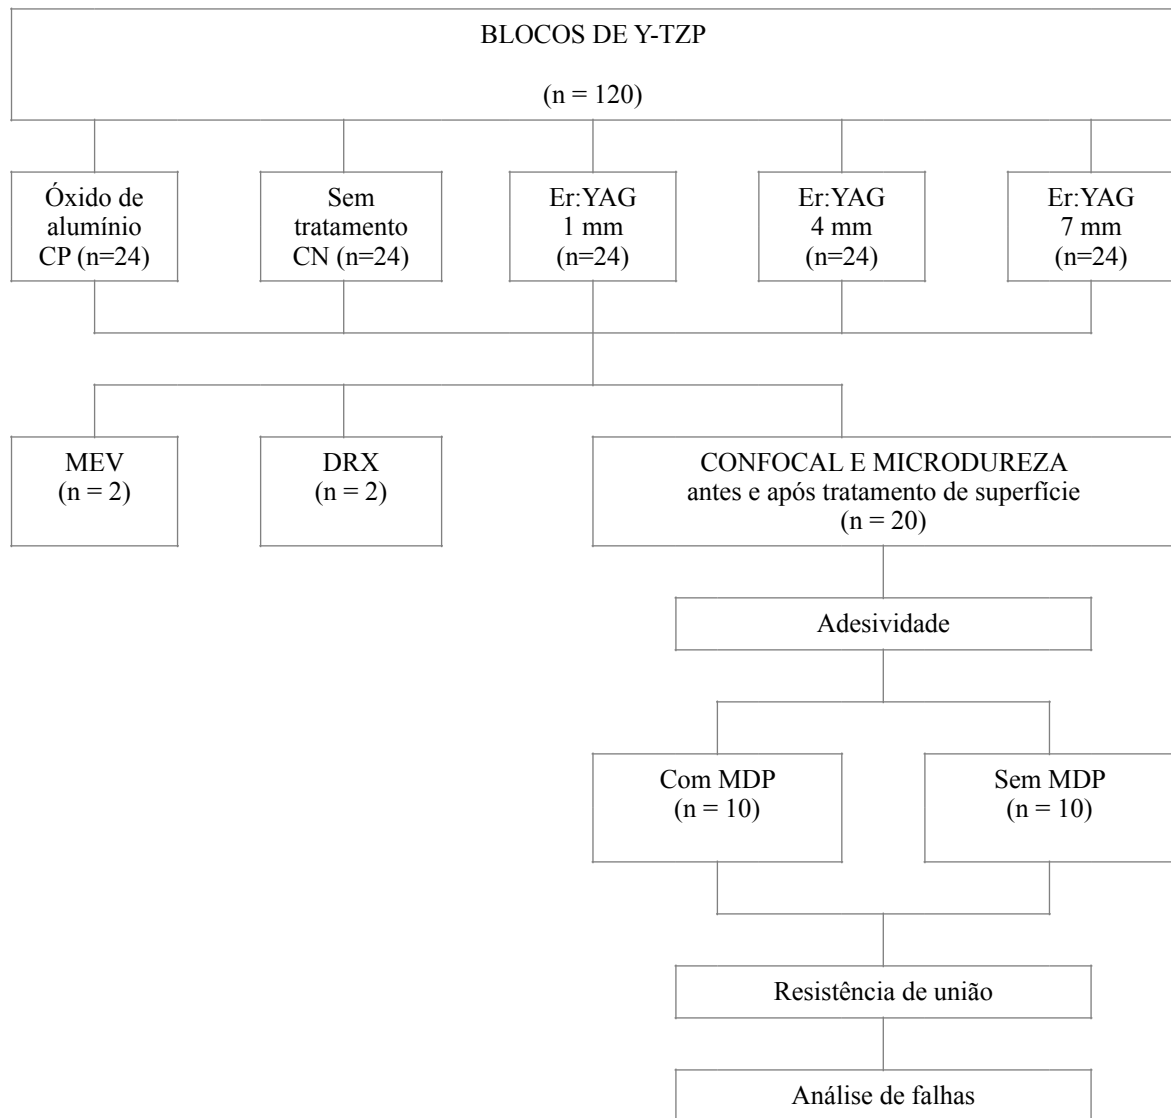 BLOCOS DE Y-TZP
(n = 120)
Óxido de
alumínio
CP (n=24)
Sem
tratamento
CN (n=24)
Er:YAG
1 mm
(n=24)
Er:YAG
4 mm
(n=24)
Er:YAG
7 mm
(n=24)
MEV
(n = 2)
DRX
(n = 2)
CONFOCAL E MICRODUREZA
antes e após tratamento de superfície
(n = 20)
Adesividade
Com MDP
(n = 10)
Sem MDP
(n = 10)
Resistência de união
Análise de falhas